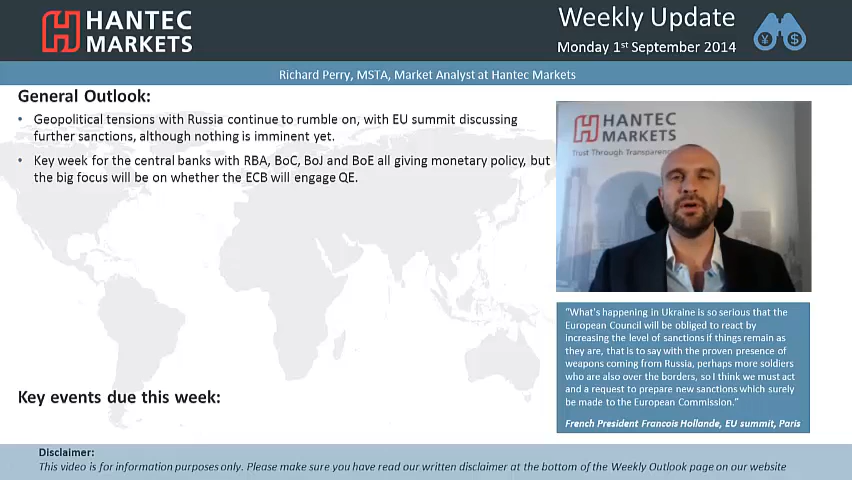 HANTEC
MARKETS
Weekly Update
Monday 1st September 2014
¥ $
Richard Perry, MSTA, Market Analyst at Hantec Markets
General Outlook:
• Geopolitical tensions with Russia continue to rumble on, with EU summit discussing
further sanctions, although nothing is imminent yet.
• Key week for the central banks with RBA, BoC, BoJ and BoE all giving monetary policy, but
the big focus will be on whether the ECB will engage QE.
HANTEC
MARKETS
Trust Through Transparency
"What's happening in Ukraine is so serious that the
European Council will be obliged to react by
increasing the level of sanctions if things remain as
they are, that is to say with the proven presence of
weapons coming from Russia, perhaps more soldiers
who are also over the borders, so I think we must act
and a request to prepare new sanctions which surely
be made to the European Commission."
French President Francois Hollande, EU summit, Paris
Key events due this week:
Disclaimer:
This video is for information purposes only. Please make sure you have read our written disclaimer at the bottom of the Weekly Outlook page on our website